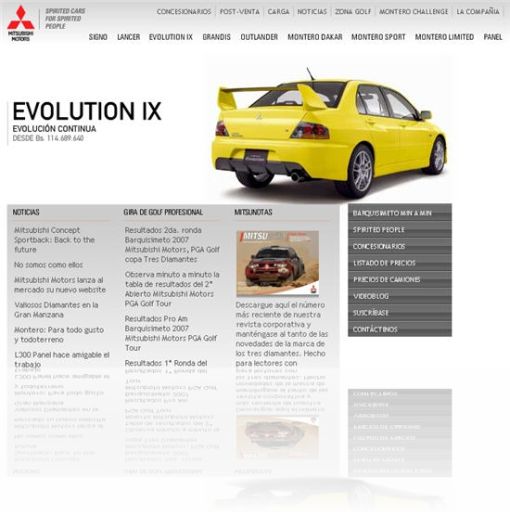 MITSUBISHI
MOTORS
SPIRITED CARS
FOR SPIRITED
PEOPLE
CONCESIONARIOS
POST-VENTA
CARGA
NOTICIAS
ZONA GOLF
MONTERO CHALLENGE
LA COMPAÑIA
SIGNO
LANCER
EVOLUTION IX
GRANDIS
OUTLANDER
MONTERO DAKAR
MONTERO SPORT
MONTERO LIMITED
PANEL
EVOLUTION IX
EVOLUCIÓN CONTINUA
DESDE Bs. 114.689.640
NOTICIAS
Mitsubishi Concept
Sportback: Back to the
future
No somos como ellos
Mitsubishi Motors lanza al
mercado su nuevo website
Valiosos Diamantes en la
Gran Manzana
Montero: Para todo gusto
y todoterreno
L300 Panel hace amigable el
trabajo
GIRA DE GOLF PROFESIONAL
Resultados 2da. ronda
Barquisimeto 2007
Mitsubishi Motors, PGA Golf
copa Tres Diamantes
Observa minuto a minuto la
tabla de resultados del 2°
Abierto Mitsubishi Motors
PGA Golf Tour
Resultados Pro Am
Barquisimeto 2007
Mitsubishi Motors PGA Golf
Tour
Resultados 1° Ronda del
MITSUNOTAS
MITSU
Descargue aquí el número
más reciente de nuestra
revista corporativa y
manténgase al tanto de las
novedades de la marca de
los tres diamantes. Hecho
para lectores con
BARQUISIMETO MIN A MIN
SPIRITED PEOPLE
CONCESIONARIOS
LISTADO DE PRECIOS
PRECIOS DE CAMIONES
VIDEOBLOG
SUSCRÍBASE
CONTÁCTENOS